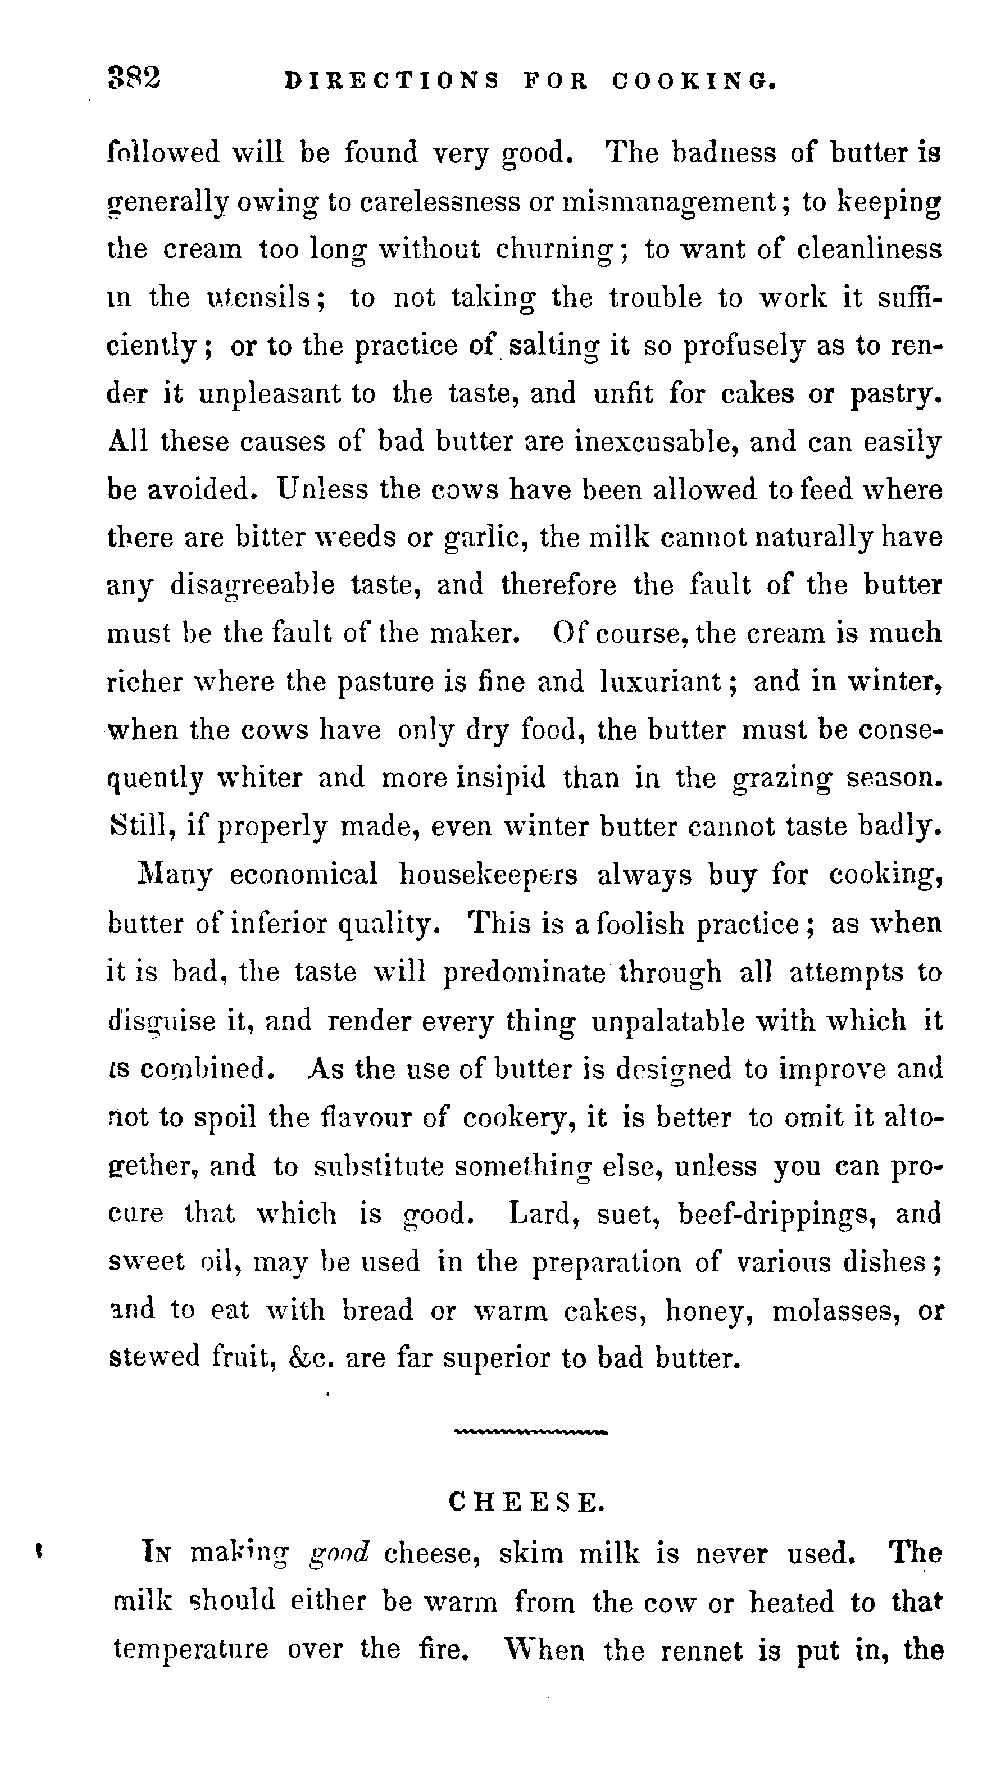 382 DIRECTIONS FOR COOKING.
followed will be found very good. The badness of butter is
generally owing to carelessness or mismanagement; to keeping
the cream too long without churning; to want of cleanliness
in the utensils; to not taking the trouble to work it suffi-
ciently; or to the practice of salting it so profusely as to ren-
der it unpleasant to the taste, and unfit for cakes or pastry.
All these causes of bad butter are inexcusable, and can easily
be avoided. Unless the cows have been allowed to feed where
there are bitter weeds or garlic, the milk cannot naturally have
any disagreeable taste, and therefore the fault of the butter
must be the fault of the maker. Of course, the cream is much
richer where the pasture is fine and luxuriant; and in winter,
when the cows have only dry food, the butter must be conse-
quently whiter and more insipid than in the grazing season.
Still, if properly made, even winter butter cannot taste badly.
Many economical housekeepers always buy for cooking,
butter of inferior quality. This is a foolish practice; as when
it is bad, the taste will predominate through all attempts to
disguise it, and render every thing unpalatable with which it
is combined. As the use of butter is designed to improve and
not to spoil the flavour of cookery, it is better to omit it alto-
gether, and to substitute something else, unless you can pro-
cure that which is good. Lard, suet, beef-drippings, and
sweet oil, may be used in the preparation of various dishes;
and to eat with bread or warm cakes, honey, molasses, or
stewed fruit, &c. are far superior to bad butter.
CHEESE.
In making good cheese, skim milk is never used. The
milk should either be warm from the cow or heated to that
temperature over the fire. When the rennet is put in, the